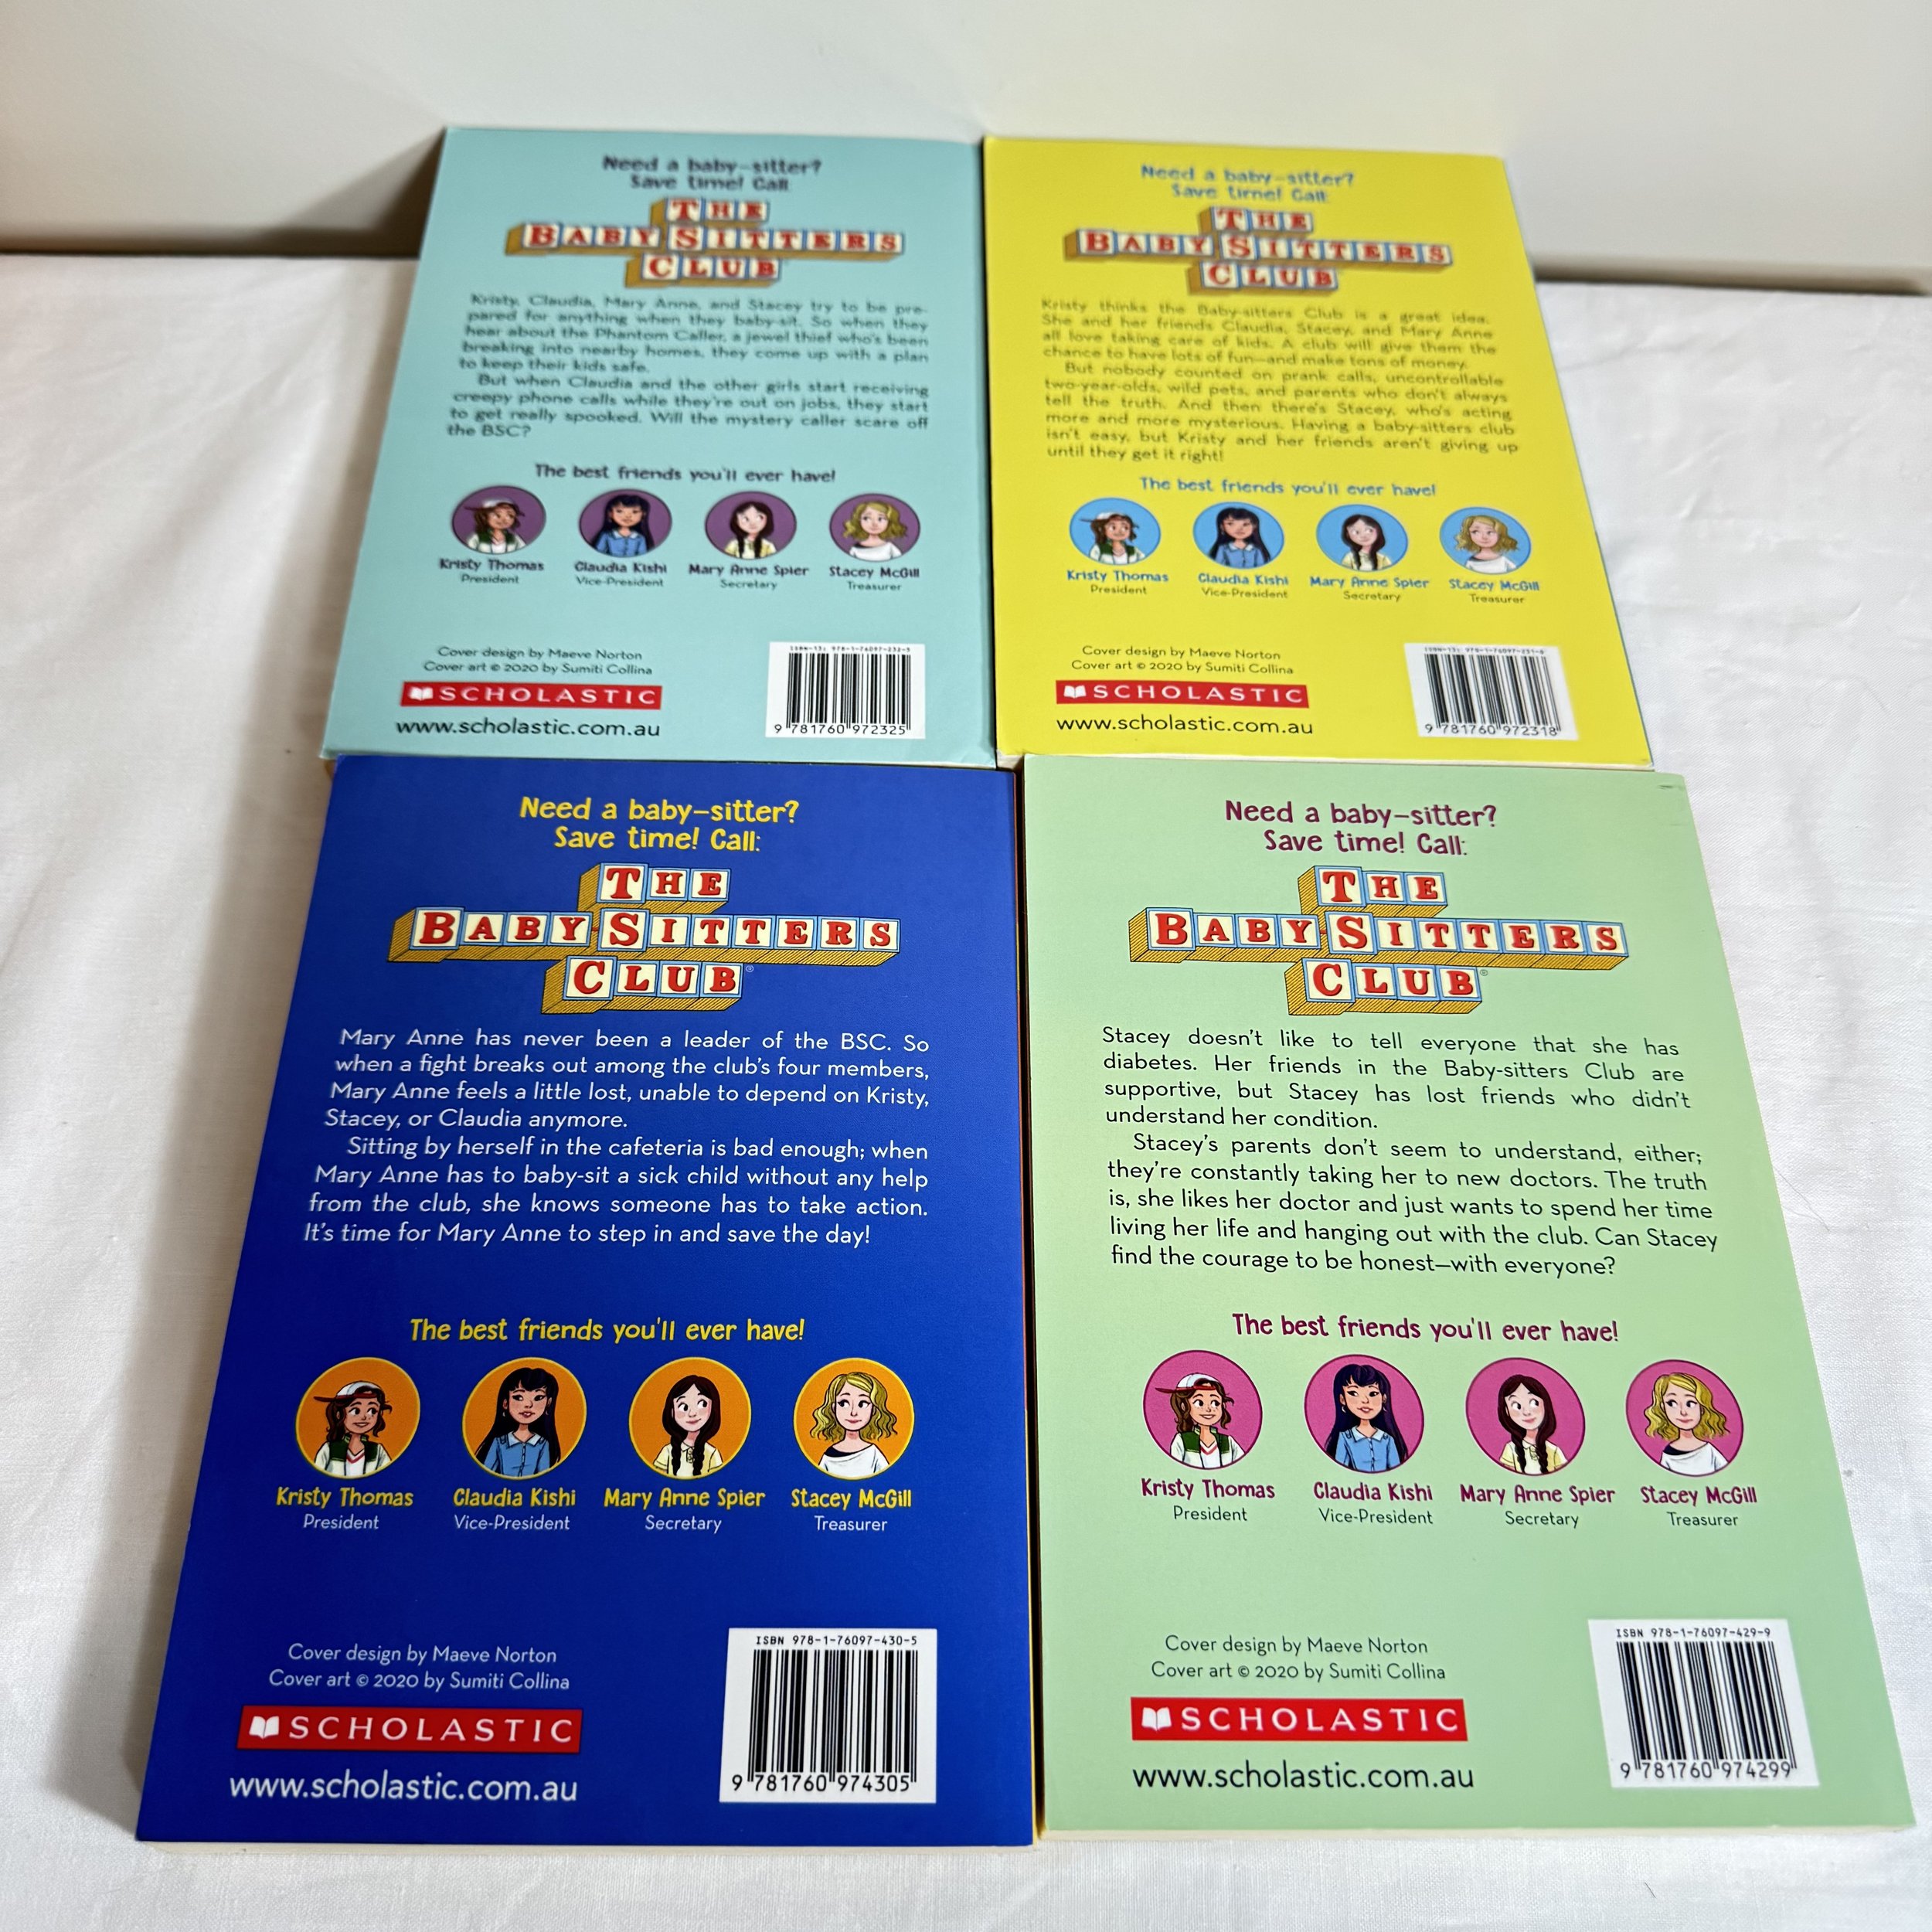 Need a baby-sitter?
Save time! Call:
THE
BABY-SITTERS
CLUB
Kristy, Claudia, Mary Anne, and Stacey try to be pre-
pared for anything when they baby-sit. So when they
hear about the Phantom Caller, a jewel thief who's been
breaking into nearby homes, they come up with a plan
to keep their kids safe.
But when Claudia and the other girls start receiving
creepy phone calls while they're out on jobs, they start
to get really spooked. Will the mystery caller scare off
the BSC?
The best friends you'll ever have!
Kristy Thomas
President
Claudia Kishi
Vice-President
Mary Anne Spier
Secretary
Stacey McGill
Treasurer
Cover design by Maeve Norton
Cover art © 2020 by Sumiti Collina
SCHOLASTIC
www.scholastic.com.au
ISBN-13: 978-1-76097-232-5
9 781760 972325
Need a baby-sitter?
Save time! Call:
THE
BABY-SITTERS
CLUB
Kristy thinks the Baby-sitters Club is a great idea.
She and her friends Claudia, Stacey, and Mary Anne
all love taking care of kids. A club will give them the
chance to have lots of fun—and make tons of money.
But nobody counted on prank calls, uncontrollable
two-year-olds, wild pets, and parents who don't always
tell the truth. And then there's Stacey, who's acting
more and more mysterious. Having a baby-sitters club
isn't easy, but Kristy and her friends aren't giving up
until they get it right!
The best friends you'll ever have!
Kristy Thomas
President
Claudia Kishi
Vice-President
Mary Anne Spier
Secretary
Stacey McGill
Treasurer
Cover design by Maeve Norton
Cover art © 2020 by Sumiti Collina
SCHOLASTIC
www.scholastic.com.au
ISBN-13: 978-1-76097-231-8
9 781760 972318
Need a baby-sitter?
Save time! Call:
THE
BABY-SITTERS
CLUB®
Mary Anne has never been a leader of the BSC. So
when a fight breaks out among the club's four members,
Mary Anne feels a little lost, unable to depend on Kristy,
Stacey, or Claudia anymore.
Sitting by herself in the cafeteria is bad enough; when
Mary Anne has to baby-sit a sick child without any help
from the club, she knows someone has to take action.
It's time for Mary Anne to step in and save the day!
The best friends you'll ever have!
Kristy Thomas
President
Claudia Kishi
Vice-President
Mary Anne Spier
Secretary
Stacey McGill
Treasurer
Cover design by Maeve Norton
Cover art © 2020 by Sumiti Collina
SCHOLASTIC
www.scholastic.com.au
ISBN 978-1-76097-430-5
9 781760 974305
Need a baby-sitter?
Save time! Call:
THE
BABY-SITTERS
CLUB®
Stacey doesn't like to tell everyone that she has
diabetes. Her friends in the Baby-sitters Club are
supportive, but Stacey has lost friends who didn't
understand her condition.
Stacey's parents don't seem to understand, either;
they're constantly taking her to new doctors. The truth
is, she likes her doctor and just wants to spend her time
living her life and hanging out with the club. Can Stacey
find the courage to be honest—with everyone?
The best friends you'll ever have!
Kristy Thomas
President
Claudia Kishi
Vice-President
Mary Anne Spier
Secretary
Stacey McGill
Treasurer
Cover design by Maeve Norton
Cover art © 2020 by Sumiti Collina
SCHOLASTIC
www.scholastic.com.au
ISBN 978-1-76097-429-9
9 781760 974299